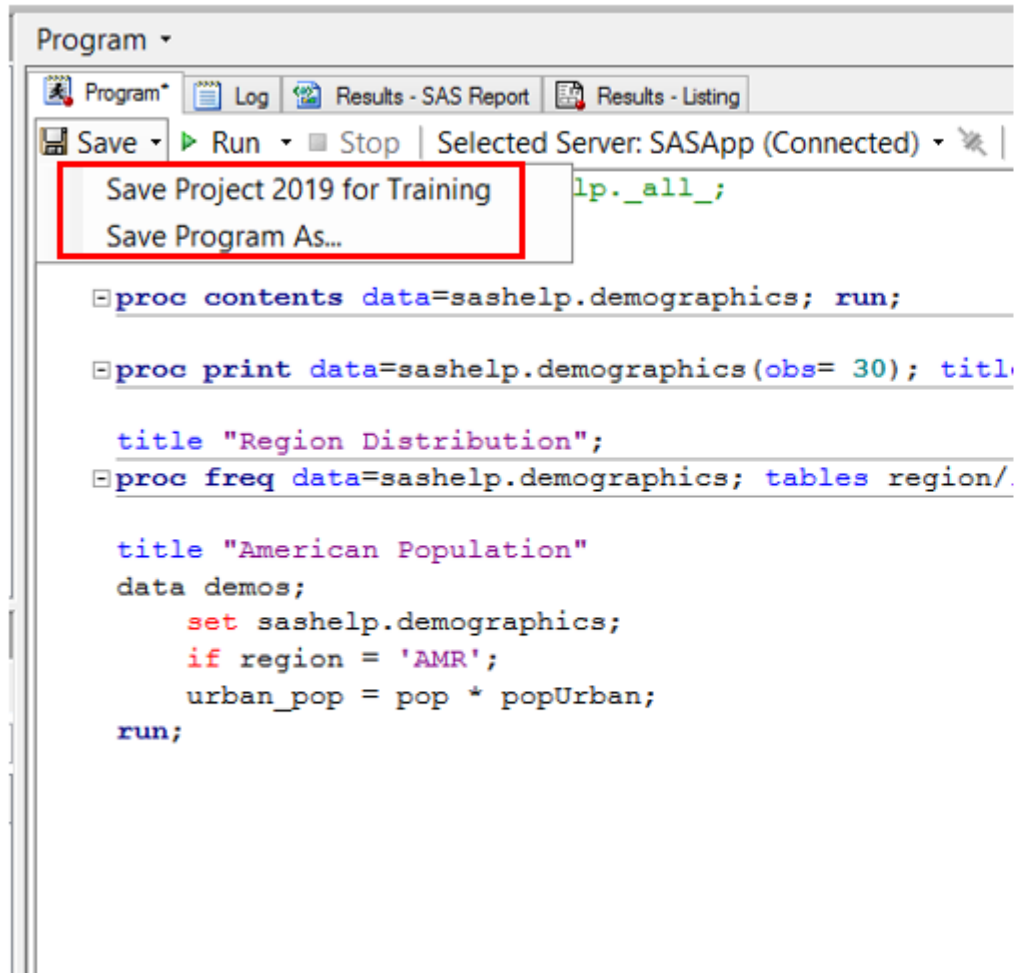 Program
Program* Log Results - SAS Report Results - Listing
Save Run Stop | Selected Server: SASApp (Connected)
Save Project 2019 for Training lp._all_;
Save Program As...
proc contents data=sashelp.demographics; run;
proc print data=sashelp.demographics(obs= 30); titl
title "Region Distribution";
proc freq data=sashelp.demographics; tables region/
title "American Population"
data demos;
set sashelp.demographics;
if region = 'AMR';
urban_pop = pop * popUrban;
run;